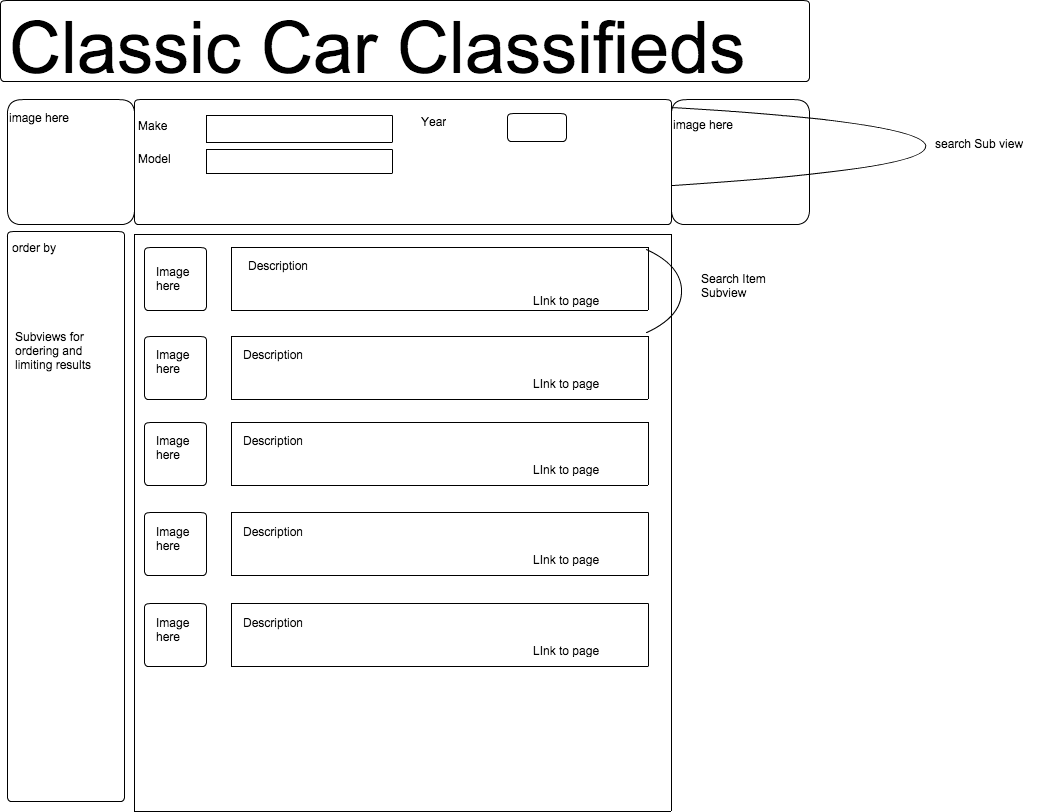 Classic Car Classifieds
image here
Make
Year
image here
Model
search Sub view
order by
Image
here
Description
LInk to page
Search Item
Subview
Subviews for
ordering and
limiting results
Image
here
Description
LInk to page
Image
here
Description
LInk to page
Image
here
Description
LInk to page
Image
here
Description
LInk to page